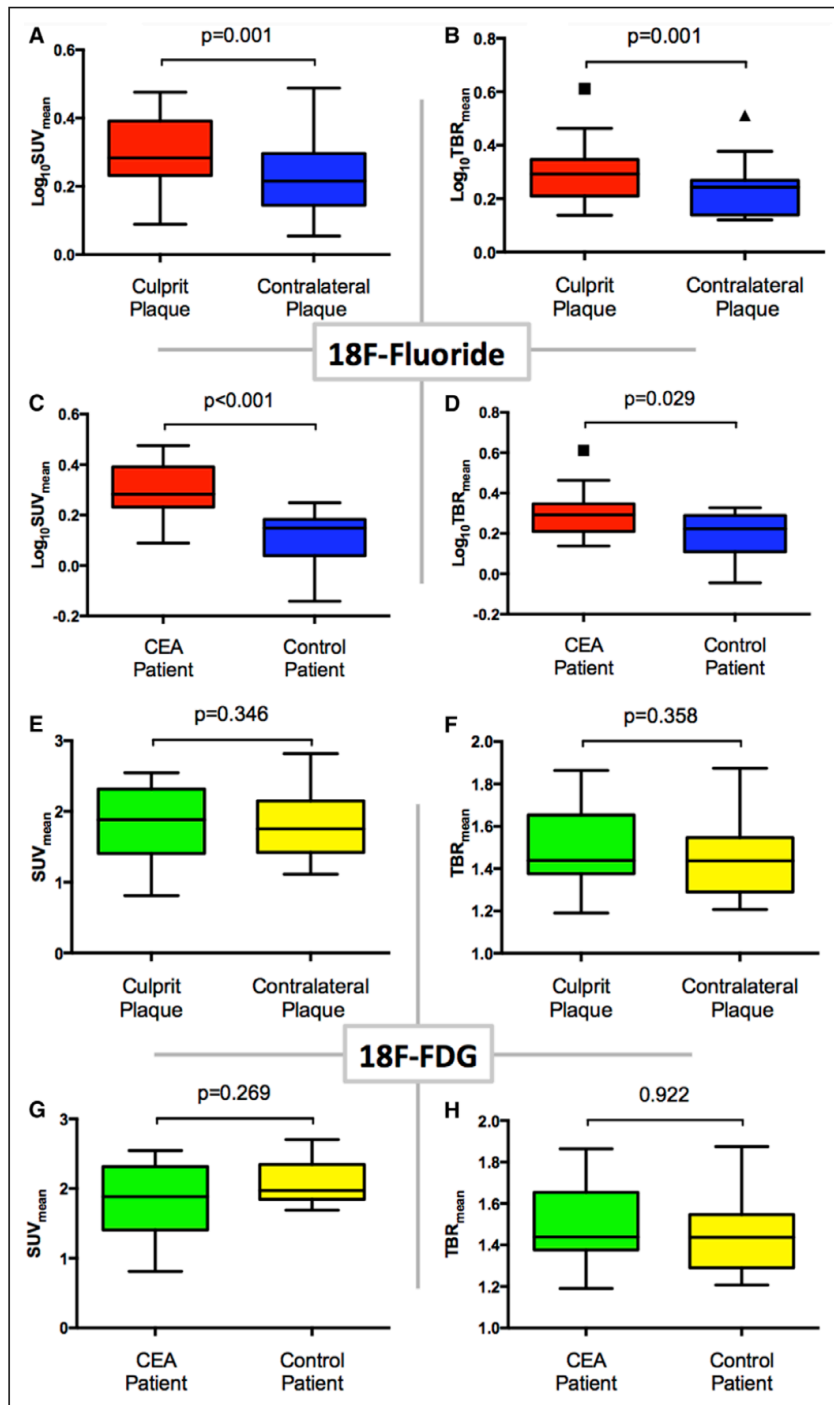 A
p=0.001
0.6
0.4
0.2
0.0
Log10SUVmean
Culprit
Plaque
Contralateral
Plaque
B
p=0.001
0.8
0.6
0.4
0.2
0.0
Log10TBRmean
Culprit
Plaque
Contralateral
Plaque
18F-Fluoride
C
p<0.001
0.6
0.4
0.2
0.0
-0.2
Log10SUVmean
CEA
Patient
Control
Patient
D
p=0.029
0.8
0.6
0.4
0.2
0.0
-0.2
Log10TBRmean
CEA
Patient
Control
Patient
E
p=0.346
3
2
1
0
SUVmean
Culprit
Plaque
Contralateral
Plaque
F
p=0.358
2.0
1.8
1.6
1.4
1.2
1.0
TBRmean
Culprit
Plaque
Contralateral
Plaque
18F-FDG
G
p=0.269
3
2
1
0
SUVmean
CEA
Patient
Control
Patient
H
0.922
2.0
1.8
1.6
1.4
1.2
1.0
TBRmean
CEA
Patient
Control
Patient